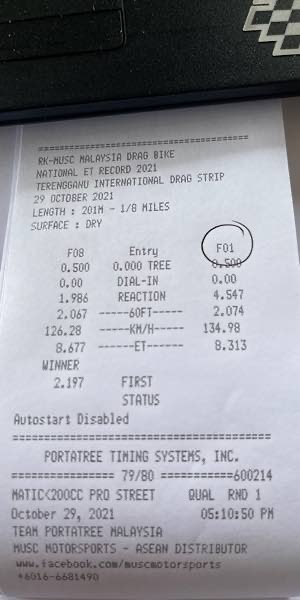 ==========================================
RK-MUSC MALAYSIA DRAG BIKE
NATIONAL ET RECORD 2021
TERENGGANU INTERNATIONAL DRAG STRIP
29 OCTOBER 2021
LENGTH : 201M - 1/8 MILES
SURFACE : DRY
F08 Entry F01
0.500 0.000 TREE 0.500
0.00 DIAL-IN 0.00
1.986 REACTION 4.547
2.067 -----60FT------ 2.074
126.28 -----KM/H------ 134.98
8.677 ------ET------- 8.313
WINNER
2.197 FIRST
STATUS
Autostart Disabled
==========================================
PORTATREE TIMING SYSTEMS, INC.
=============== 79/80 ===========600214
MATIC<200CC PRO STREET QUAL RND 1
October 29, 2021 05:10:50 PM
TEAM PORTATREE MALAYSIA
MUSC MOTORSPORTS - ASEAN DISTRIBUTOR
www.facebook.com/muscmotorsports
+6016-6681490